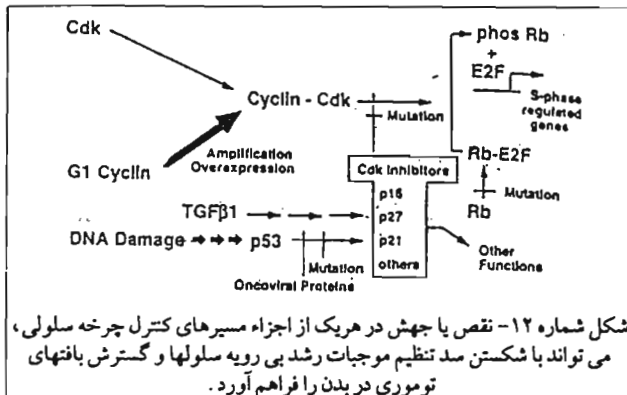 Cdk
phos Rb
+
E2F
S-phase
regulated
genes
Cyclin - Cdk
Mutation
Amplification
Overexpression
G1 Cyclin
Cdk Inhibitors
Rb-E2F
p16
Mutation
TGFβ1
p27
Rb
DNA Damage
p53
p21
Other
Functions
Mutation
others
Oncoviral Proteins
شکل شماره ۱۲- نقص یا جهش در هریک از اجزاء مسیرهای کنترل چرخه سلولی،
می تواند با شکستن سد تنظیم موجبات رشد بی رویه سلولها و گسترش بافتهای
توموری در بدن را فراهم آورد.